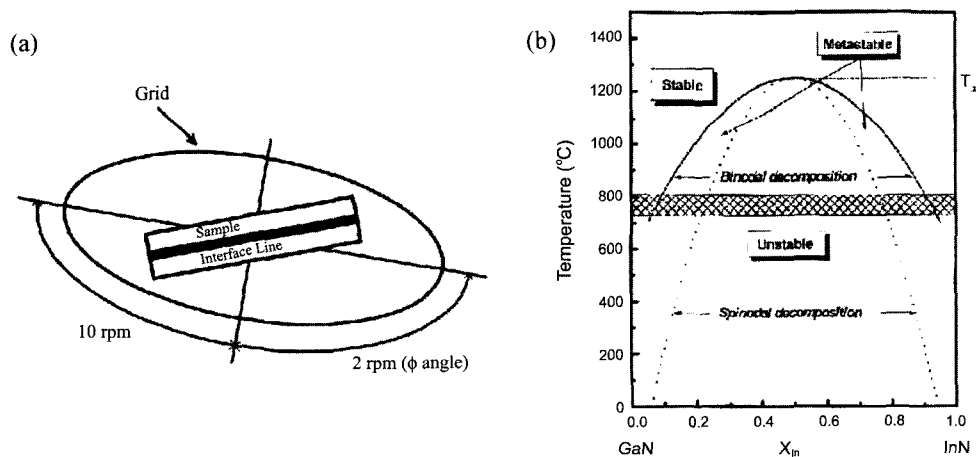 (a)
Grid
Sample
Interface Line
10 rpm
2 rpm (ϕ angle)
(b)
1400
1200
1000
800
600
400
200
0
Temperature (°C)
Metastable
Stable
Binodal decomposition
Unstable
Spinodal decomposition
0.0 0.2 0.4 0.6 0.8 1.0
GaN X_In InN